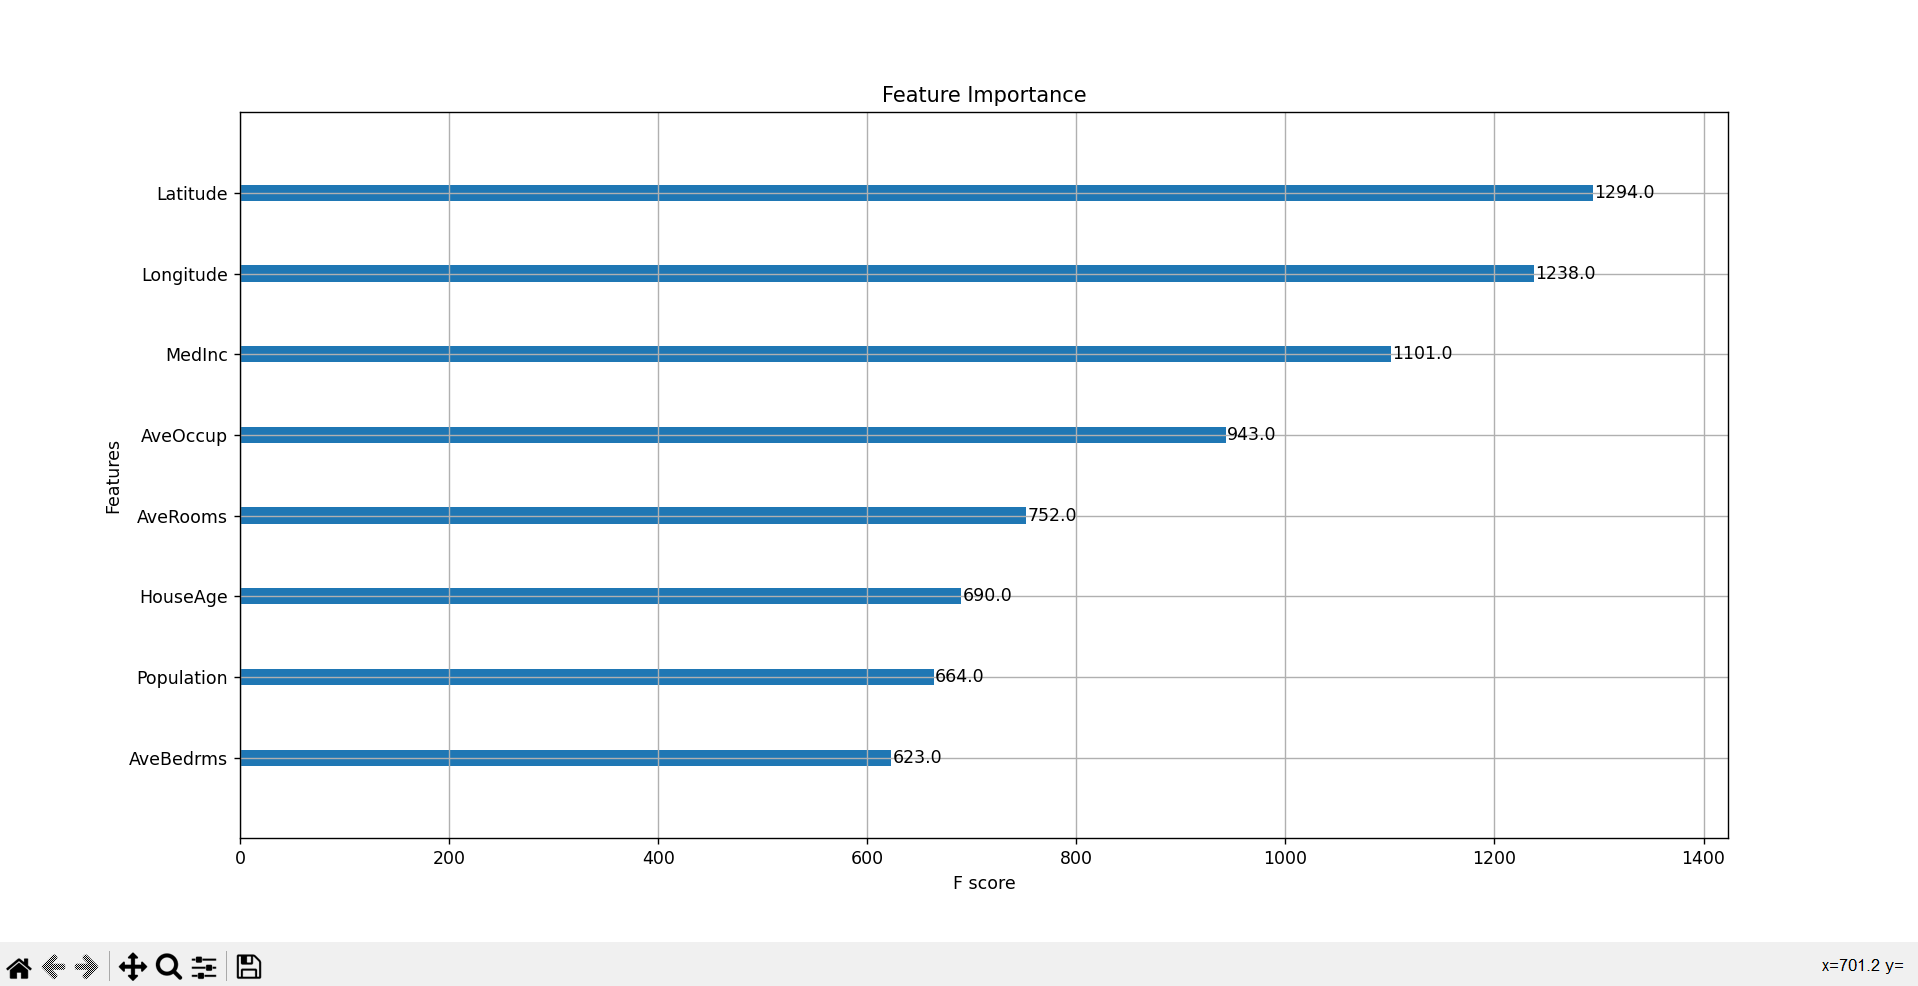 Feature Importance
Latitude 1294.0
Longitude 1238.0
MedInc 1101.0
AveOccup 943.0
AveRooms 752.0
HouseAge 690.0
Population 664.0
AveBedrms 623.0
Features
0 200 400 600 800 1000 1200 1400
F score
x=701.2 y=